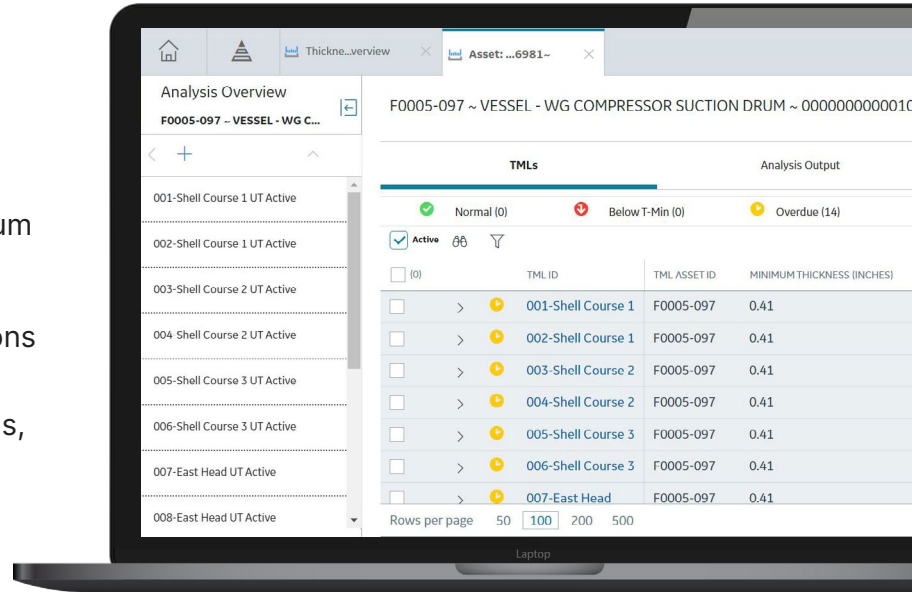 um
ons
s,
Thickne...verview
Asset: ...6981~
Analysis Overview
F0005-097 ~ VESSEL - WG C...
F0005-097 ~ VESSEL - WG COMPRESSOR SUCTION DRUM ~ 000000000010
TMLs
Analysis Output
001-Shell Course 1 UT Active
002-Shell Course 1 UT Active
003-Shell Course 2 UT Active
004-Shell Course 2 UT Active
005-Shell Course 3 UT Active
006-Shell Course 3 UT Active
007-East Head UT Active
008-East Head UT Active
Normal (0)
Below T-Min (0)
Overdue (14)
Active
(0)
TML ID
TML ASSET ID
MINIMUM THICKNESS (INCHES)
001-Shell Course 1 F0005-097 0.41
002-Shell Course 1 F0005-097 0.41
003-Shell Course 2 F0005-097 0.41
004-Shell Course 2 F0005-097 0.41
005-Shell Course 3 F0005-097 0.41
006-Shell Course 3 F0005-097 0.41
007-East Head F0005-097 0.41
Rows per page 50 100 200 500
Laptop